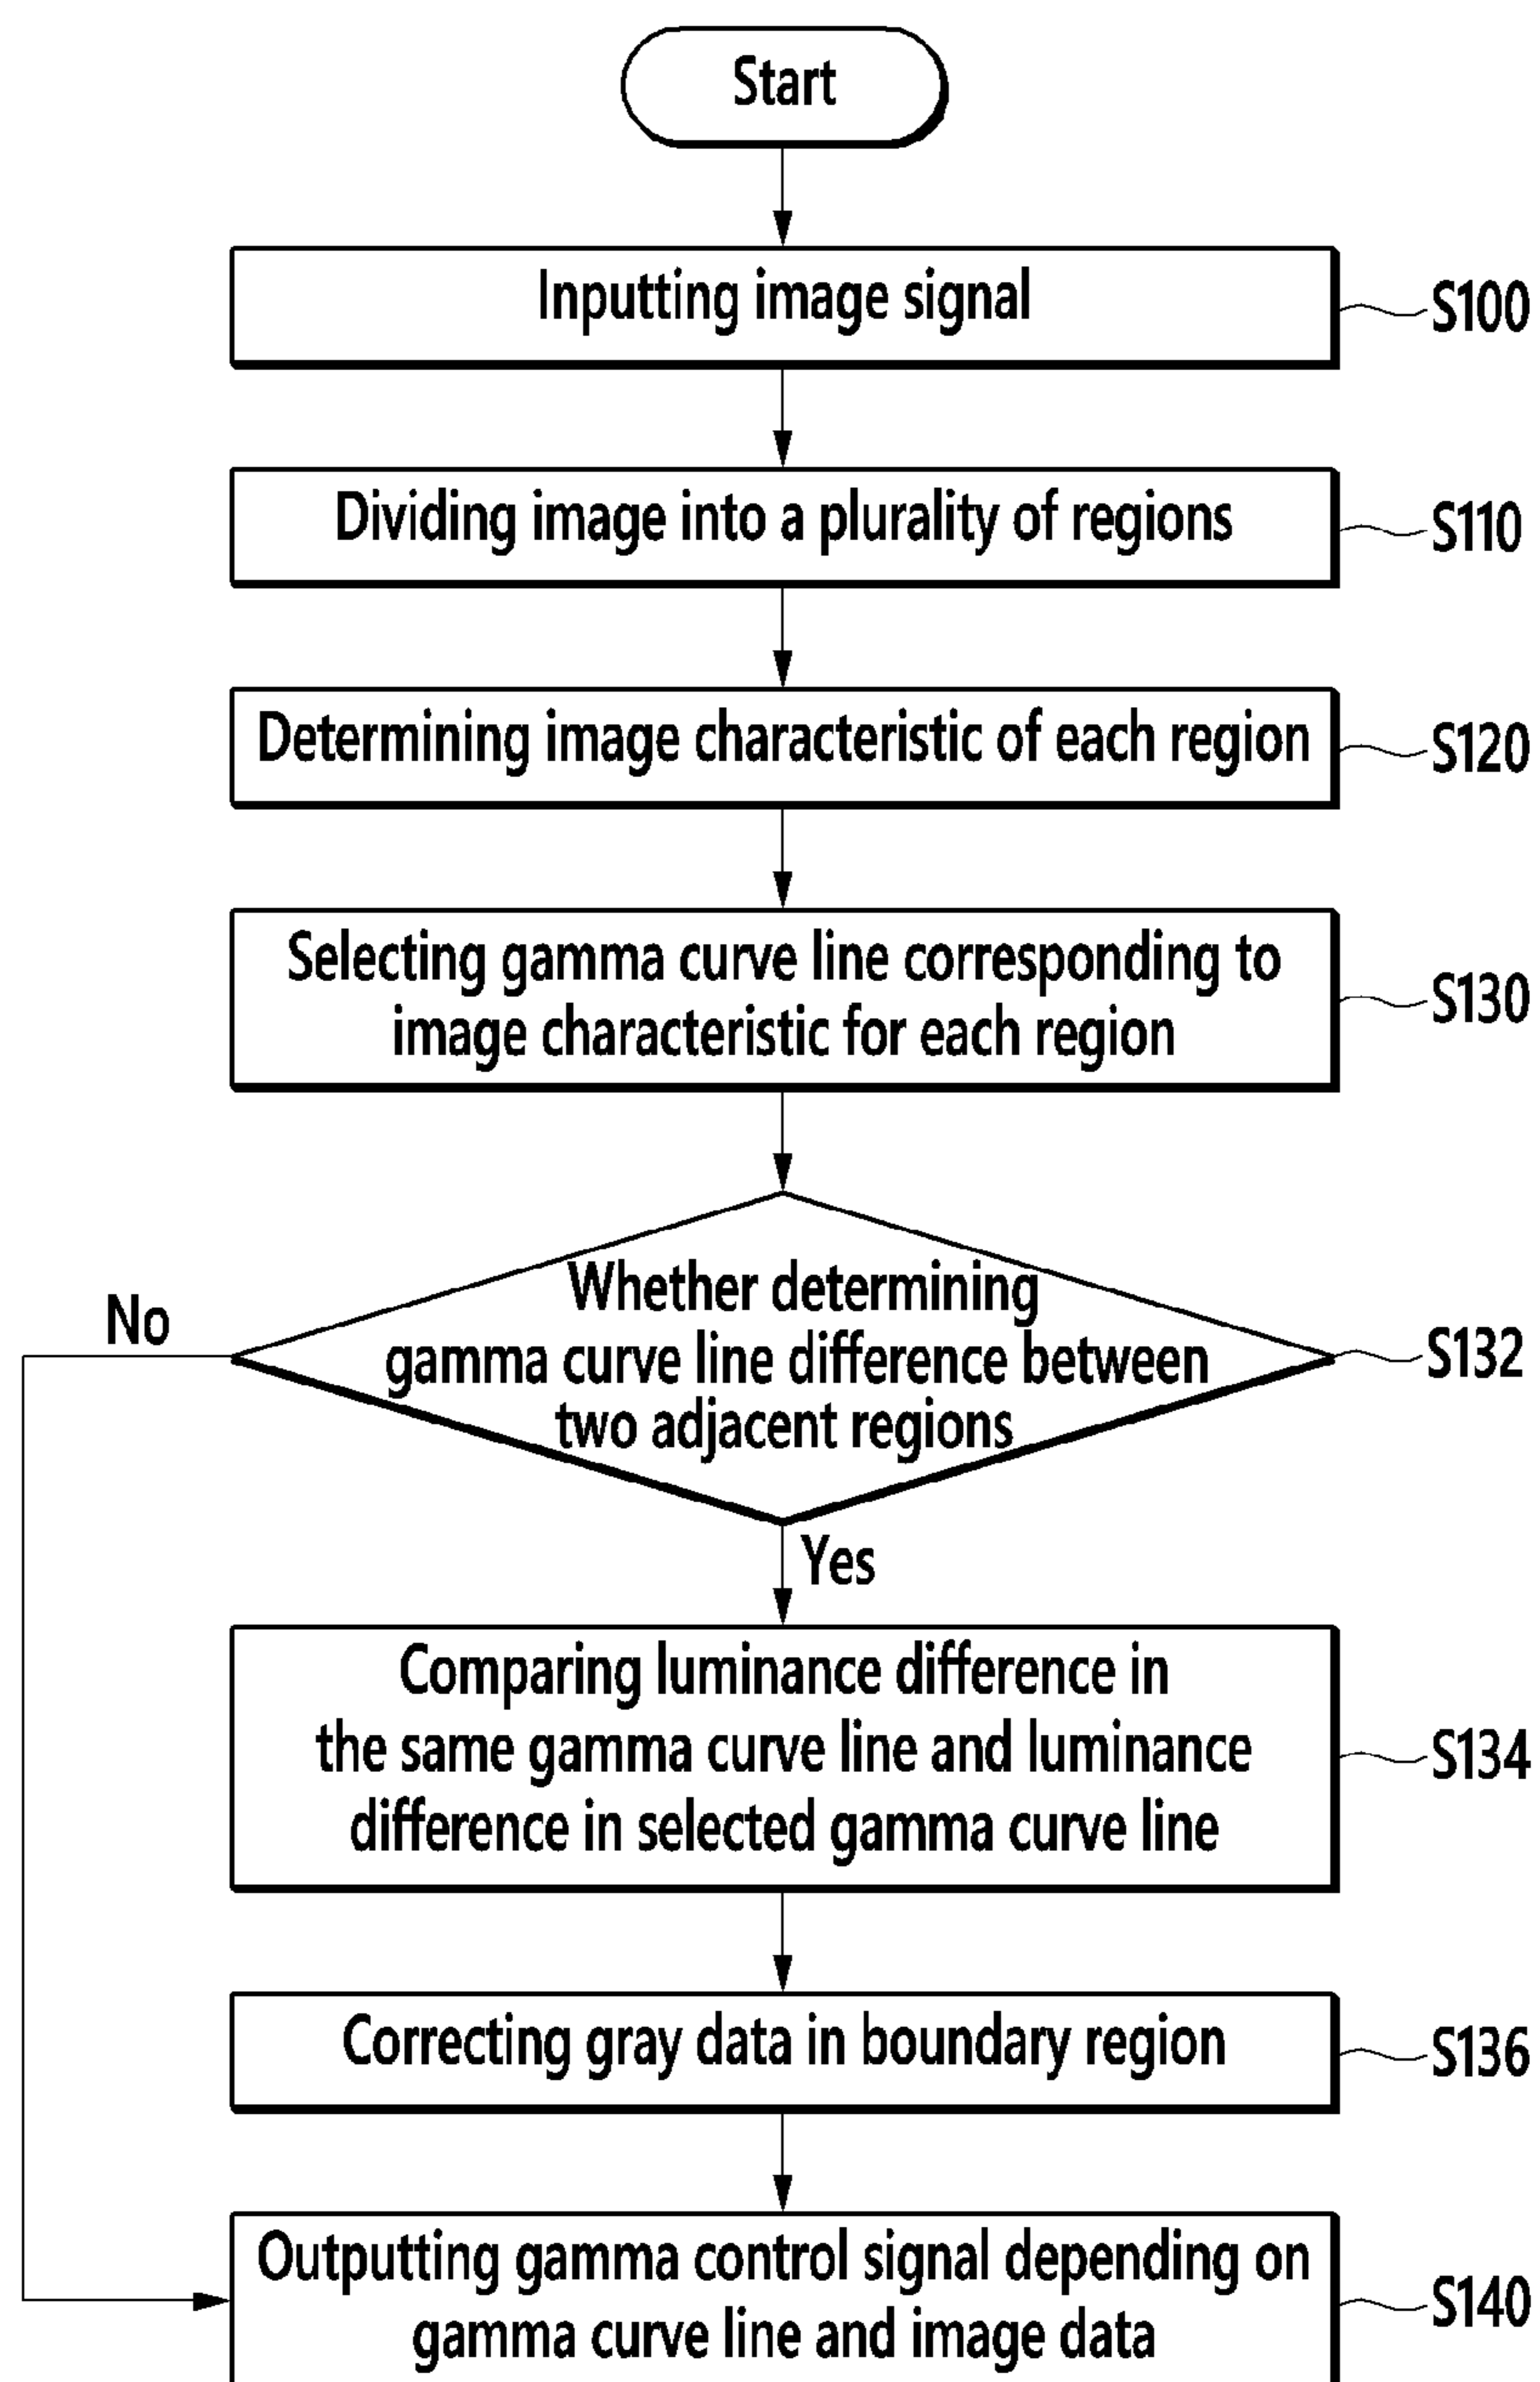 Start
Inputting image signal
S100
Dividing image into a plurality of regions
S110
Determining image characteristic of each region
S120
Selecting gamma curve line corresponding to
image characteristic for each region
S130
Whether determining
gamma curve line difference between
two adjacent regions
S132
No
Yes
Comparing luminance difference in
the same gamma curve line and luminance
difference in selected gamma curve line
S134
Correcting gray data in boundary region
S136
Outputting gamma control signal depending on
gamma curve line and image data
S140